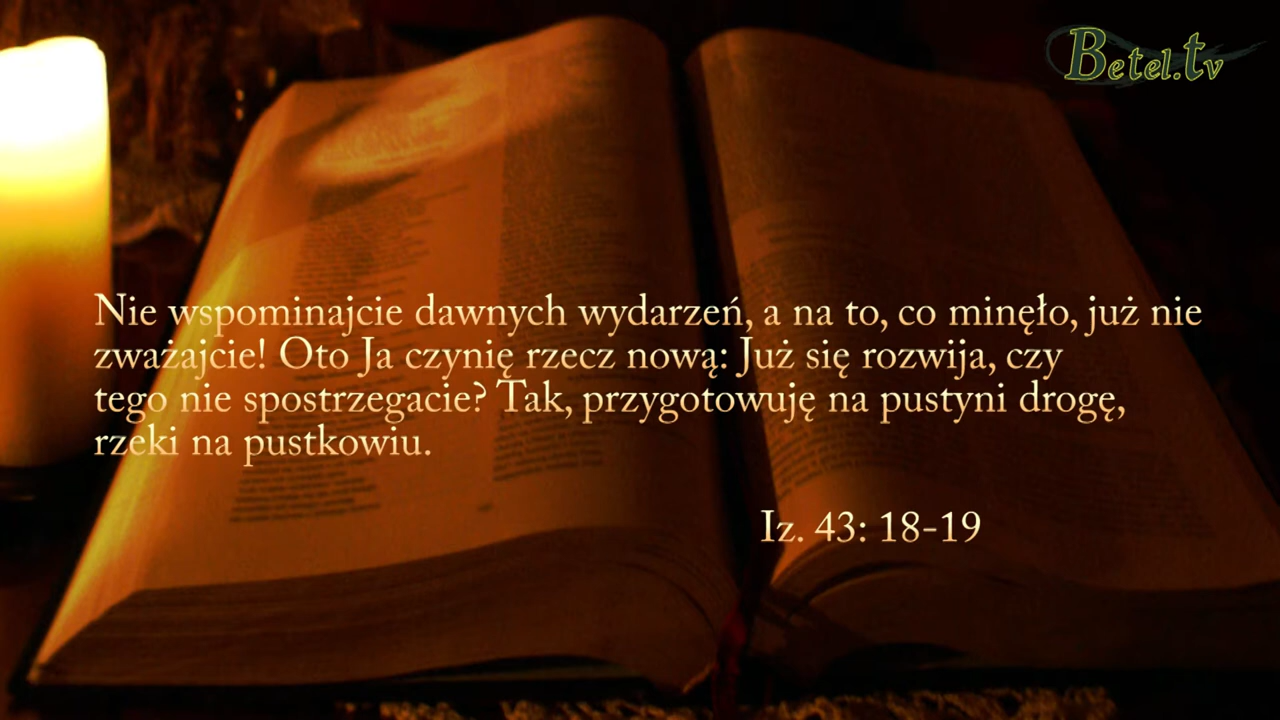 Betel.tv
Nie wspominajcie dawnych wydarzeń, a na to, co minęło, już nie
zważajcie! Oto Ja czynię rzecz nową: Już się rozwija, czy
tego nie spostrzegacie? Tak, przygotowuję na pustyni drogę,
rzeki na pustkowiu.
Iz. 43: 18-19